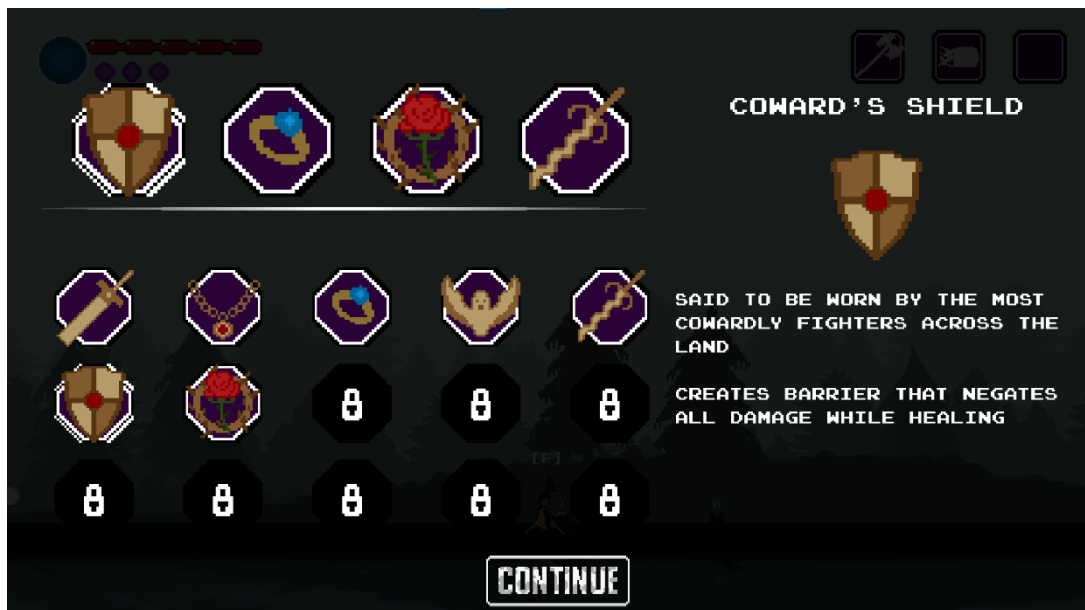 COWARD'S SHIELD
SAID TO BE WORN BY THE MOST
COWARDLY FIGHTERS ACROSS THE
LAND
CREATES BARRIER THAT NEGATES
ALL DAMAGE WHILE HEALING
[F]
CONTINUE